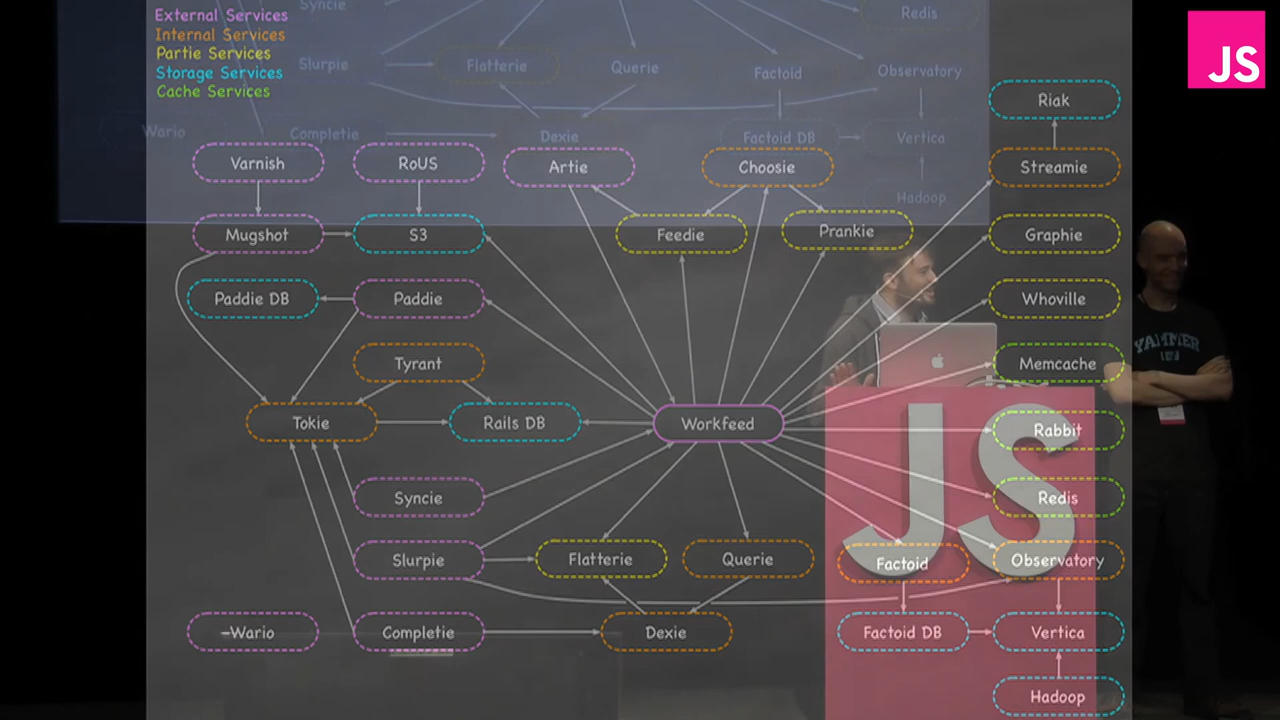 External Services
Internal Services
Partie Services
Storage Services
Cache Services
Syncie
Redis
Slurpie
Flatterie
Querie
Factoid
Observatory
Wario
Completie
Dexie
Factoid DB
Vertica
Hadoop
JS
Riak
Varnish
RoUS
Artie
Choosie
Streamie
Mugshot
S3
Feedie
Prankie
Graphie
Paddie DB
Paddie
Whoville
Tyrant
Memcache
YAMMER
Tokie
Rails DB
Workfeed
Rabbit
JS
Syncie
Redis
Slurpie
Flatterie
Querie
Factoid
Observatory
Wario
Completie
Dexie
Factoid DB
Vertica
Hadoop